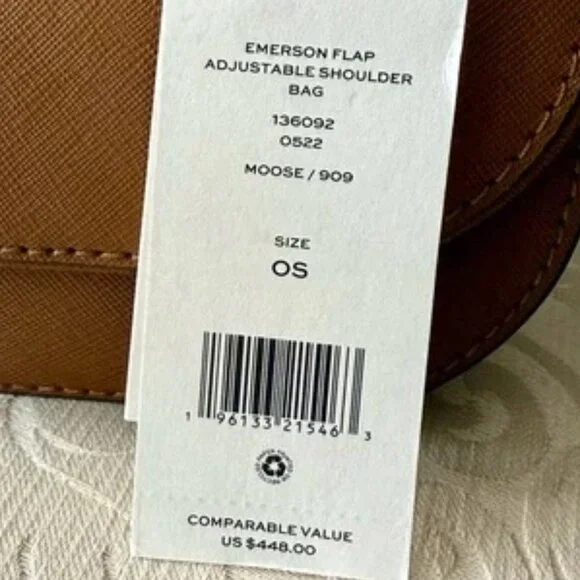 EMERSON FLAP
ADJUSTABLE SHOULDER
BAG
136092
0522
MOOSE / 909
SIZE
OS
1 96133 21546 3
COMPARABLE VALUE
US $448.00